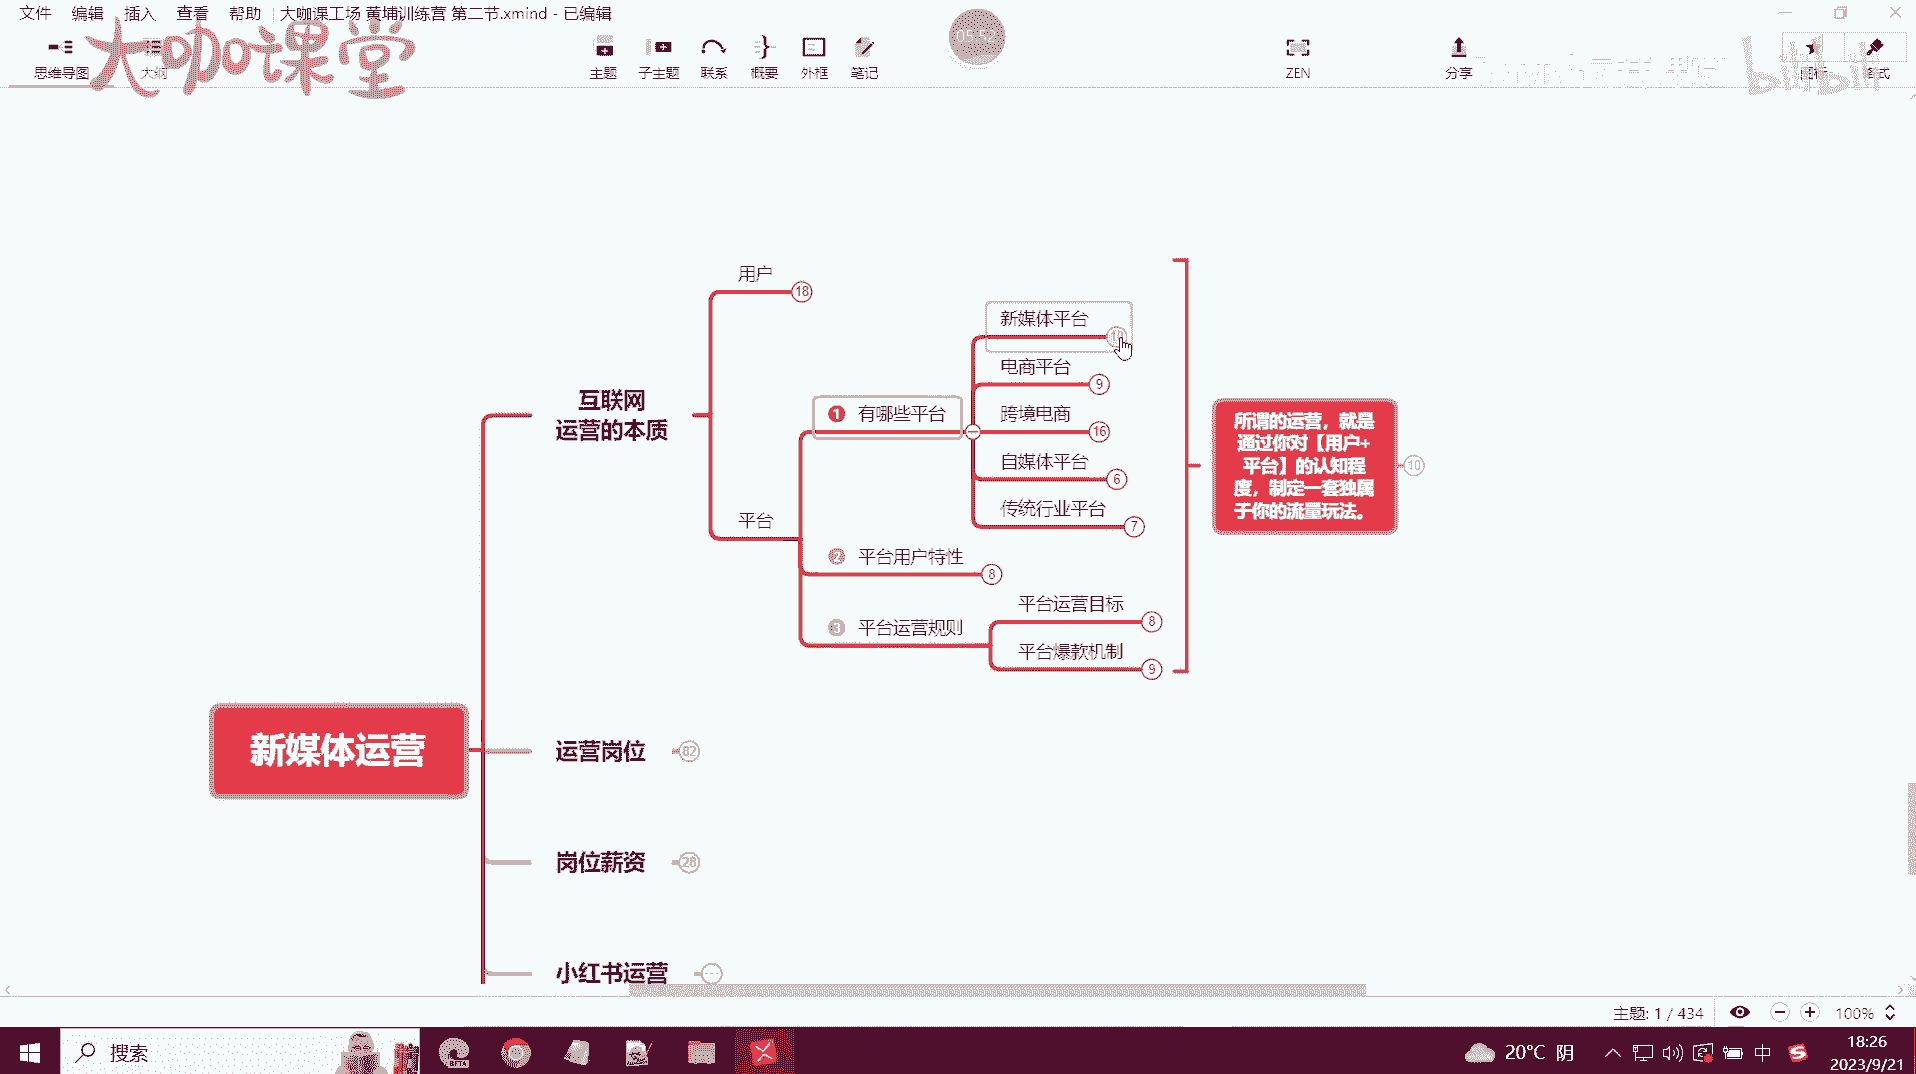 文件 编辑 插入 查看 帮助 大咖课工场 黄埔训练营 第二节.xmind - 已编辑
大咖课堂
思维导图 大纲 主题 子主题 联系 概要 外框 笔记 ZEN 分享 图标 格式
05:52
bilibili
用户 18
新媒体平台
电商平台 9
互联网
运营的本质
1 有哪些平台
跨境电商 16
自媒体平台 6
传统行业平台 7
所谓的运营，就是
通过你对【用户+
平台】的认知程
度，制定一套独属
于你的流量玩法。
10
平台
2 平台用户特性 8
平台运营目标 8
3 平台运营规则
平台爆款机制 9
新媒体运营
运营岗位 82
岗位薪资 28
小红书运营
主题: 1 / 434 100%
搜索
BETA
20°C 阴
中
18:26
2023/9/21